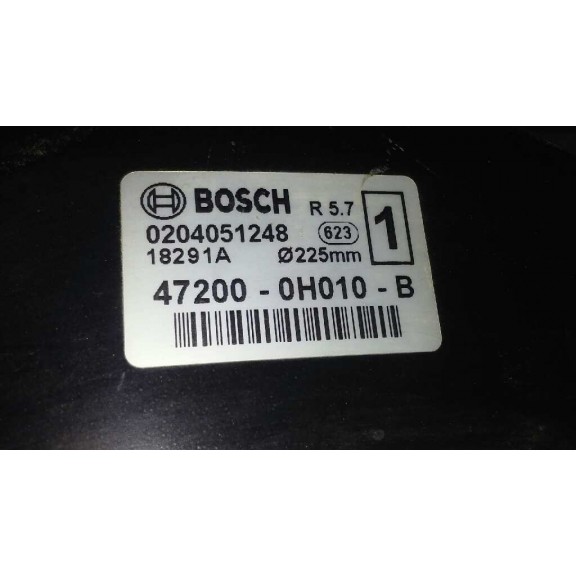 BOSCH R 5.7 1
0204051248 623
18291A Ø225mm
47200 - 0H010 - B